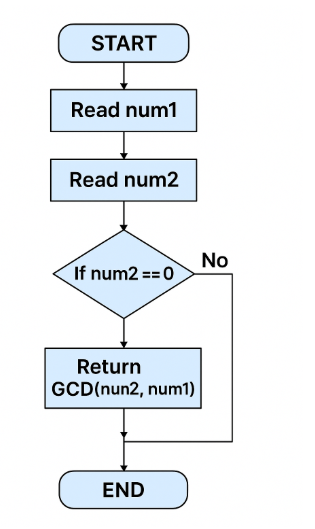 START
Read num1
Read num2
If num2 == 0
No
Return
GCD(nun2, num1)
END